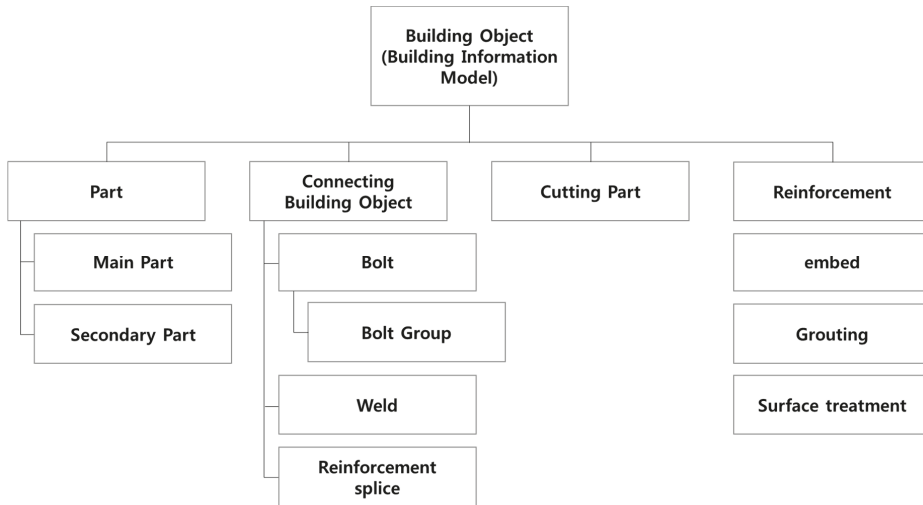 Building Object
(Building Information
Model)
Part
Connecting
Building Object
Cutting Part
Reinforcement
Main Part
Bolt
embed
Secondary Part
Bolt Group
Grouting
Weld
Surface treatment
Reinforcement
splice